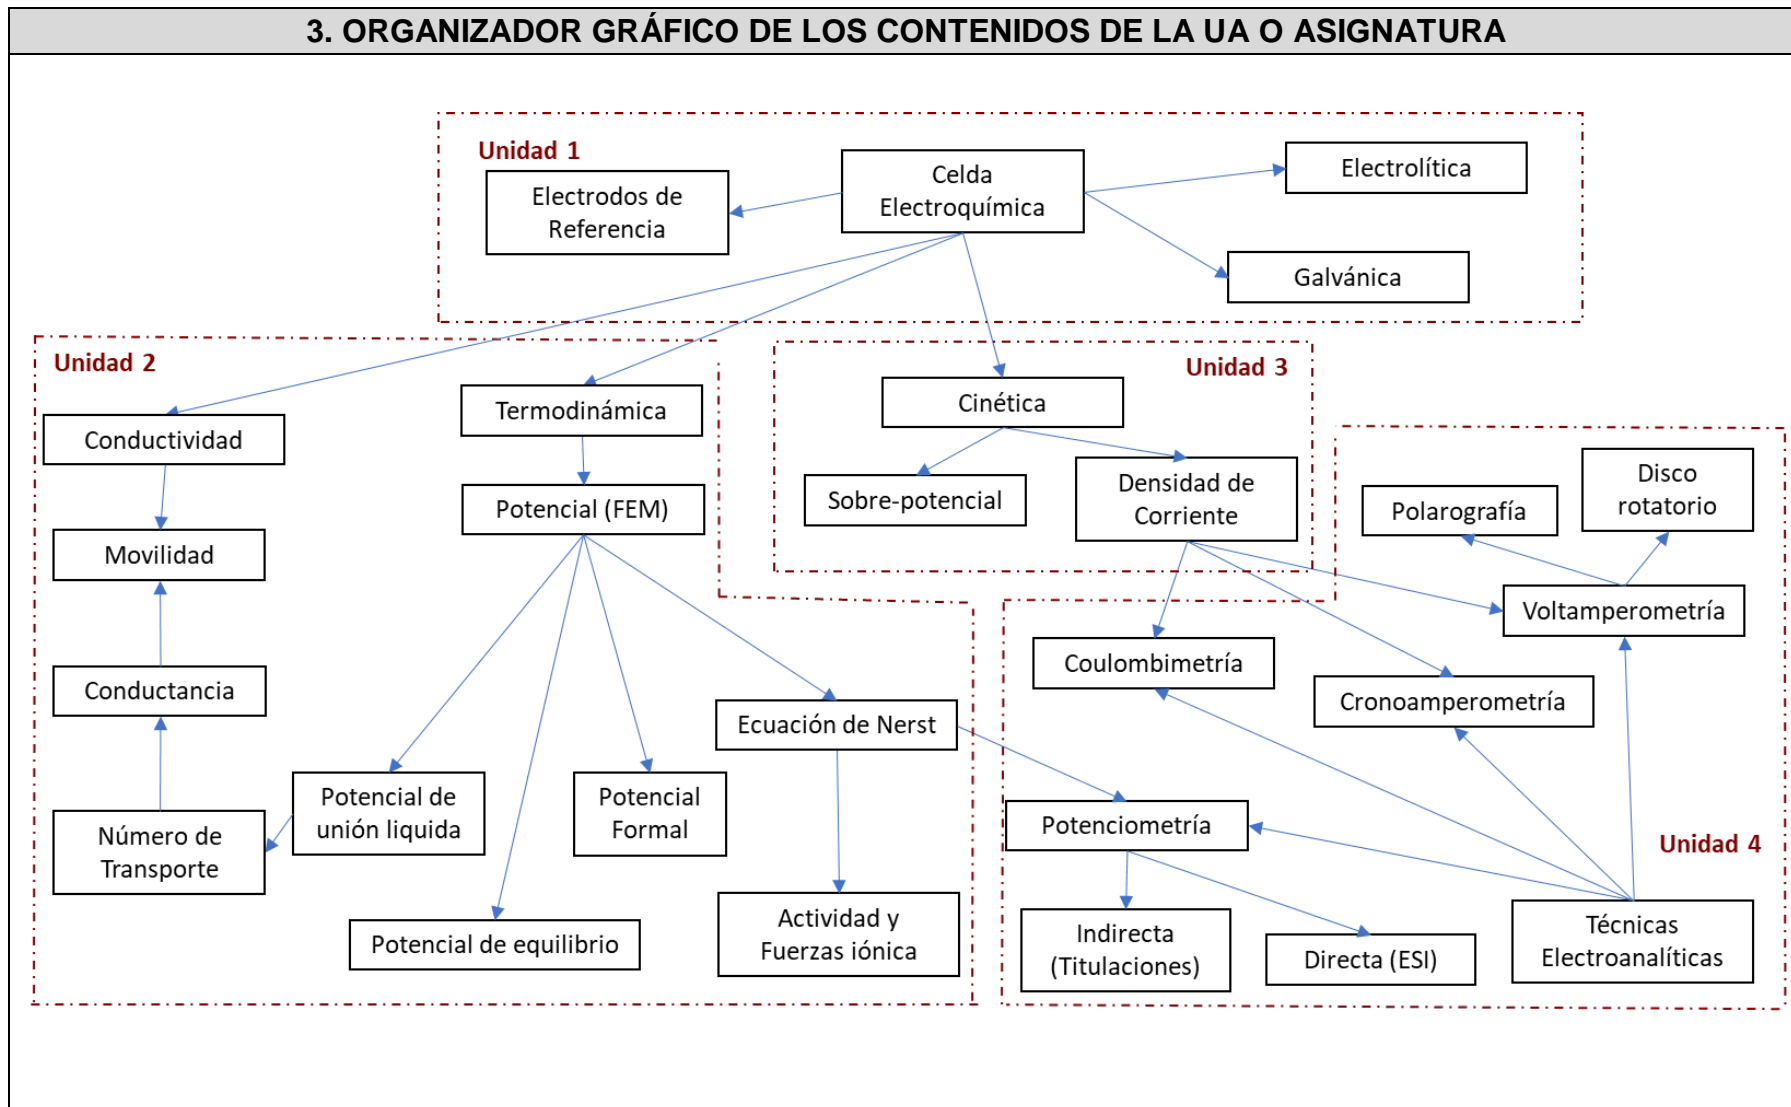 3. ORGANIZADOR GRÁFICO DE LOS CONTENIDOS DE LA UA O ASIGNATURA
Unidad 1
Electrodos de
Referencia
Celda
Electroquímica
Electrolítica
Galvánica
Unidad 2
Conductividad
Movilidad
Conductancia
Número de
Transporte
Termodinámica
Potencial (FEM)
Potencial de
unión liquida
Potencial de equilibrio
Potencial
Formal
Ecuación de Nerst
Actividad y
Fuerzas iónica
Unidad 3
Cinética
Sobre-potencial
Densidad de
Corriente
Unidad 4
Polarografía
Disco
rotatorio
Voltamperometría
Coulombimetría
Cronoamperometría
Potenciometría
Indirecta
(Titulaciones)
Directa (ESI)
Técnicas
Electroanalíticas